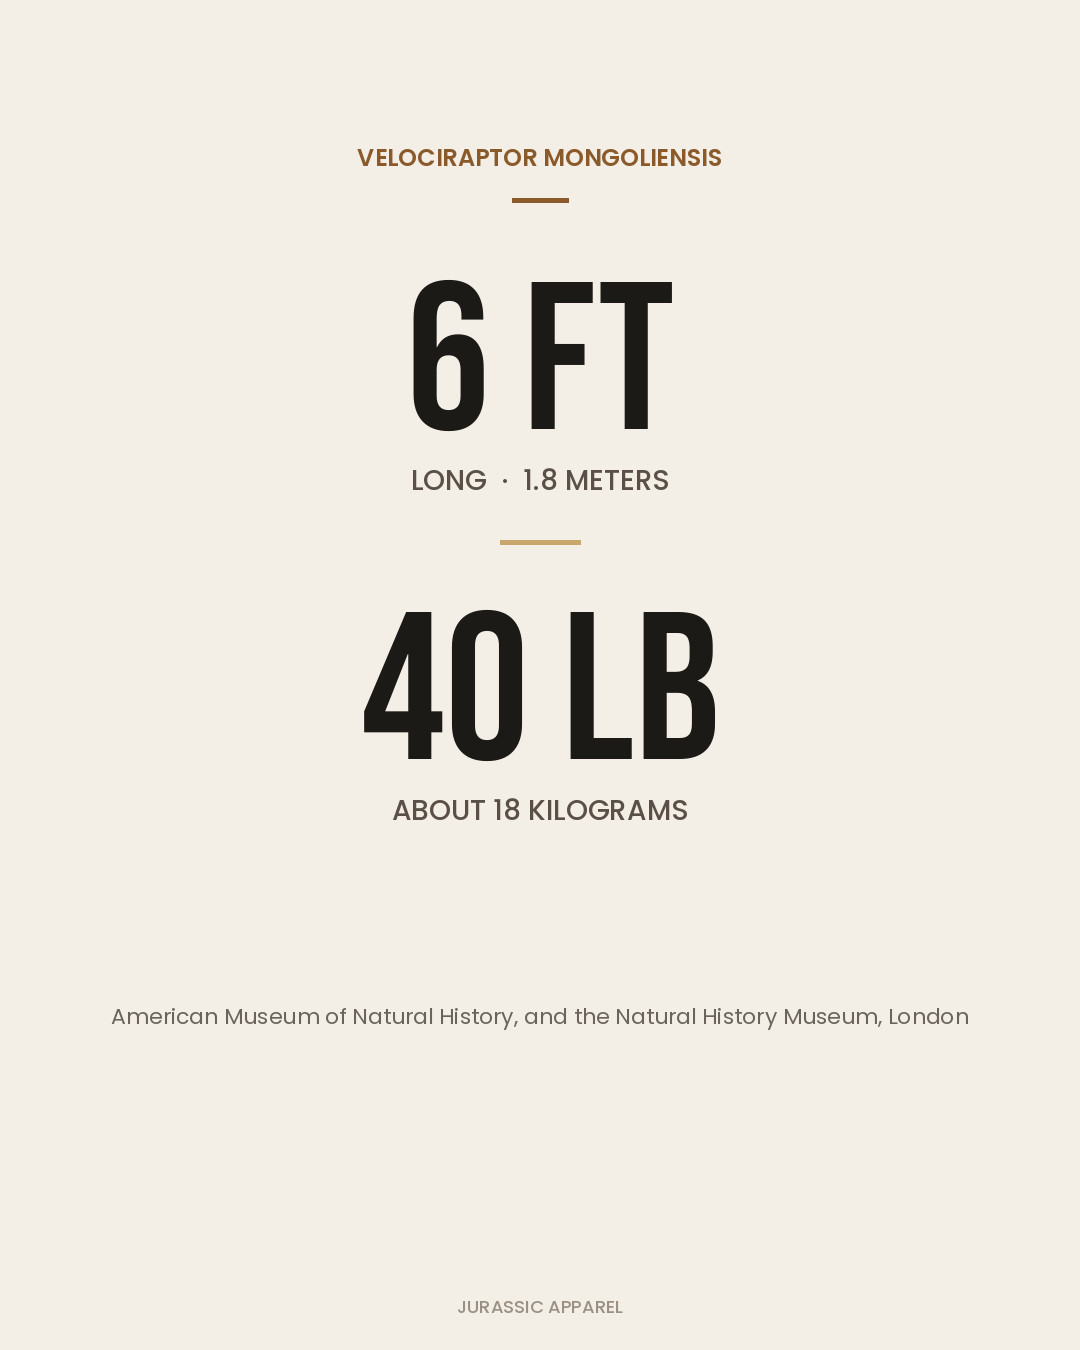 VELOCIRAPTOR MONGOLIENSIS
6 FT
LONG · 1.8 METERS
40 LB
ABOUT 18 KILOGRAMS
American Museum of Natural History, and the Natural History Museum, London
JURASSIC APPAREL